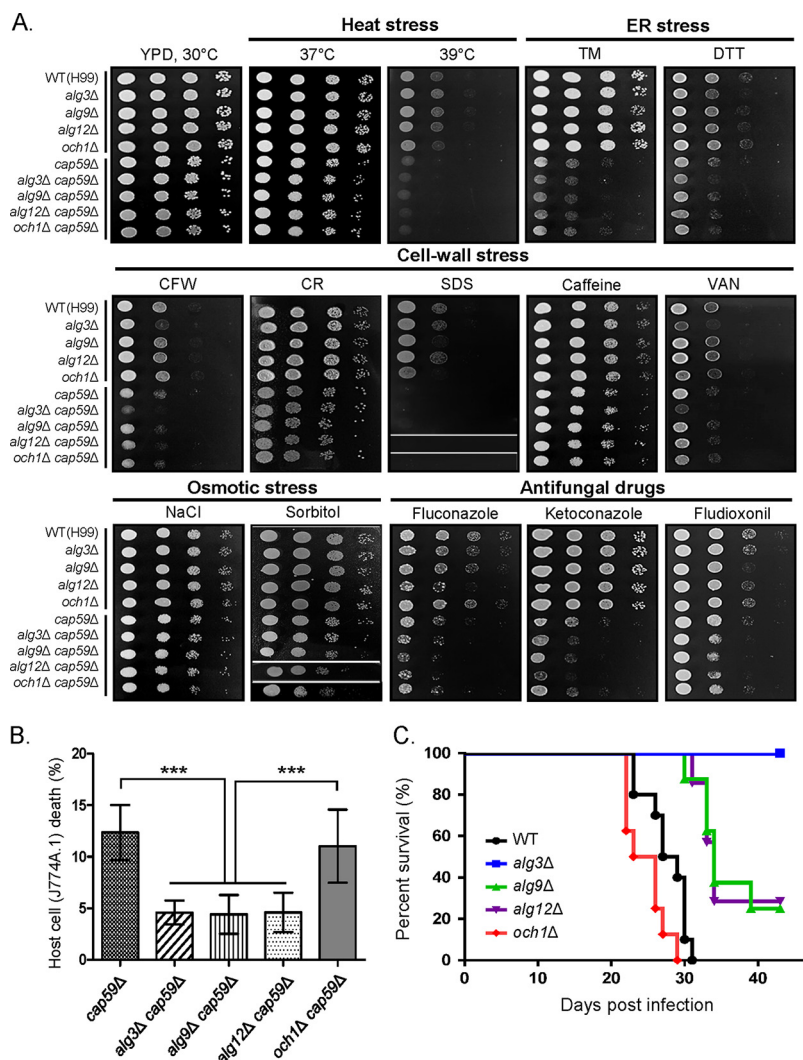 A.
Heat stress ER stress
YPD, 30°C 37°C 39°C TM DTT
WT(H99)
alg3Δ
alg9Δ
alg12Δ
och1Δ
cap59Δ
alg3Δ cap59Δ
alg9Δ cap59Δ
alg12Δ cap59Δ
och1Δ cap59Δ
Cell-wall stress
CFW CR SDS Caffeine VAN
WT(H99)
alg3Δ
alg9Δ
alg12Δ
och1Δ
cap59Δ
alg3Δ cap59Δ
alg9Δ cap59Δ
alg12Δ cap59Δ
och1Δ cap59Δ
Osmotic stress Antifungal drugs
NaCl Sorbitol Fluconazole Ketoconazole Fludioxonil
WT(H99)
alg3Δ
alg9Δ
alg12Δ
och1Δ
cap59Δ
alg3Δ cap59Δ
alg9Δ cap59Δ
alg12Δ cap59Δ
och1Δ cap59Δ
B.
Host cell (J774A.1) death (%)
20
15
10
5
0
*** ***
cap59Δ
alg3Δ cap59Δ
alg9Δ cap59Δ
alg12Δ cap59Δ
och1Δ cap59Δ
C.
Percent survival (%)
100
80
60
40
20
0
WT
alg3Δ
alg9Δ
alg12Δ
och1Δ
0 10 20 30 40
Days post infection